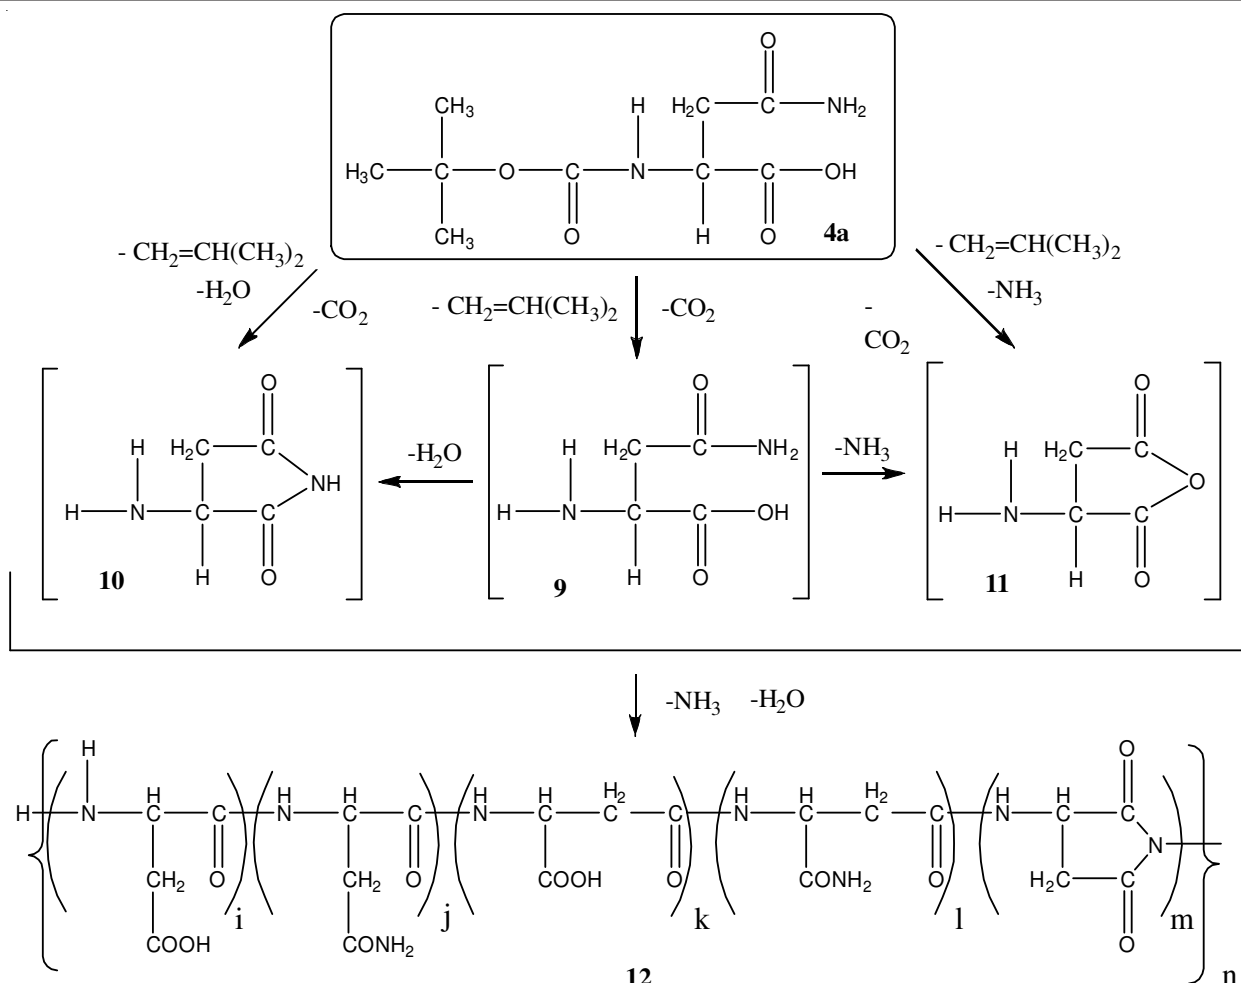 O
CH₃ H H₂C C NH₂
H₃C C O C N C C OH
CH₃ O H O 4a
- CH₂=CH(CH₃)₂
-H₂O
-CO₂
- CH₂=CH(CH₃)₂
-CO₂
- CH₂=CH(CH₃)₂
-NH₃
-
CO₂
O
H H₂C C
NH
H N C C
H O
10
-H₂O
O
H H₂C C NH₂
H N C C OH
H O
9
-NH₃
O
H H₂C C
O
H N C C
H O
11
-NH₃ -H₂O
H O
H N H C N H H C N H H H₂ C N H H H₂ C N H H C
N
CH₂ O CH₂ O COOH O CONH₂ O H₂C C
i j k l m
COOH CONH₂ O
12 n